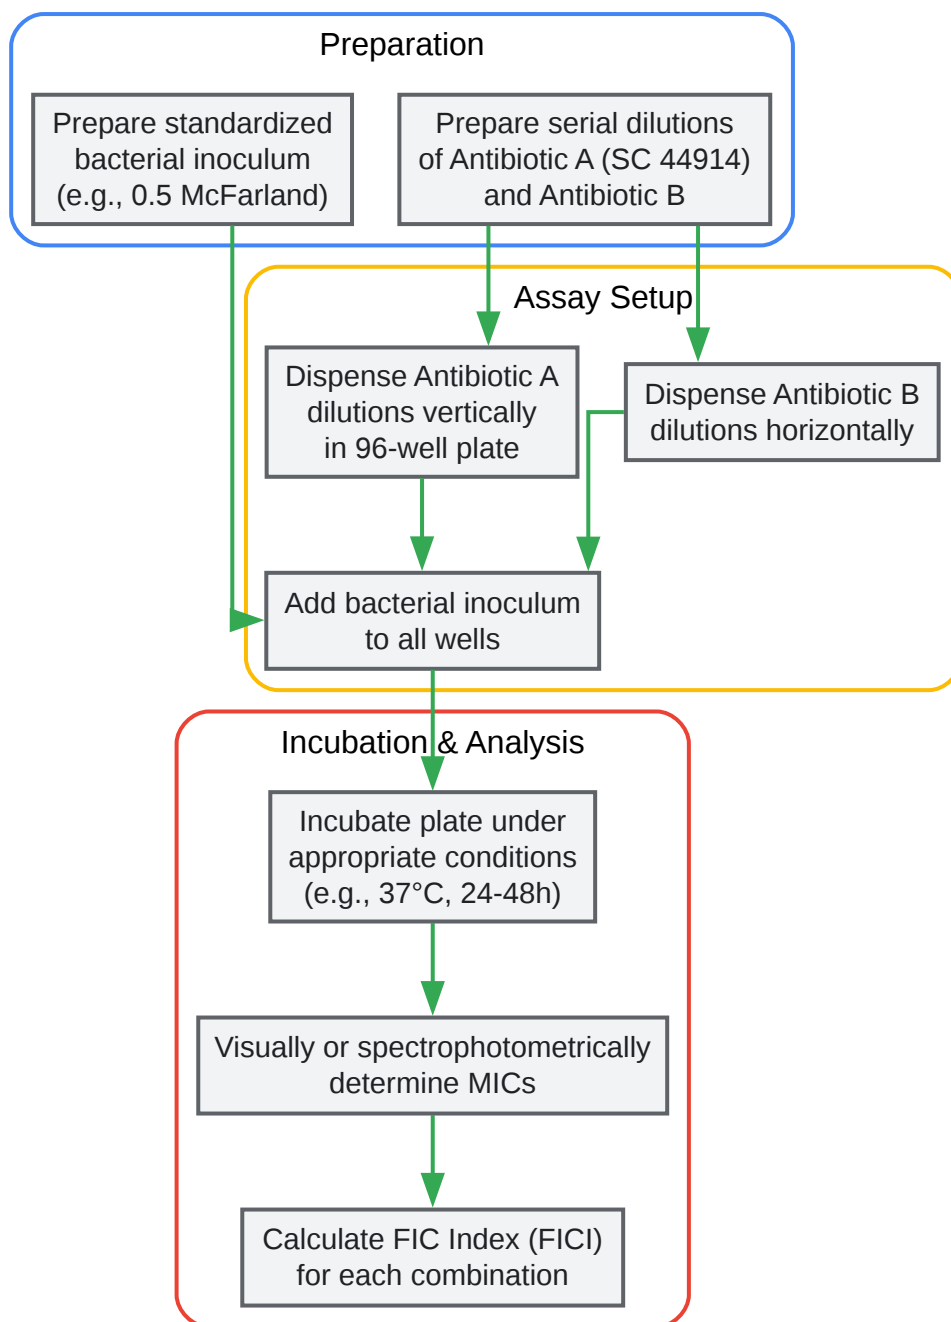 Preparation
Prepare standardized
bacterial inoculum
(e.g., 0.5 McFarland)
Prepare serial dilutions
of Antibiotic A (SC 44914)
and Antibiotic B
Assay Setup
Dispense Antibiotic A
dilutions vertically
in 96-well plate
Dispense Antibiotic B
dilutions horizontally
Add bacterial inoculum
to all wells
Incubation & Analysis
Incubate plate under
appropriate conditions
(e.g., 37°C, 24-48h)
Visually or spectrophotometrically
determine MICs
Calculate FIC Index (FICI)
for each combination